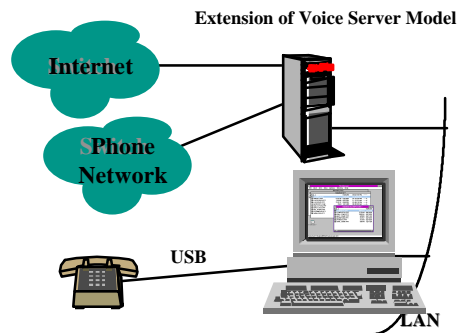 Extension of Voice Server Model
Internet
Phone
Network
USB
LAN